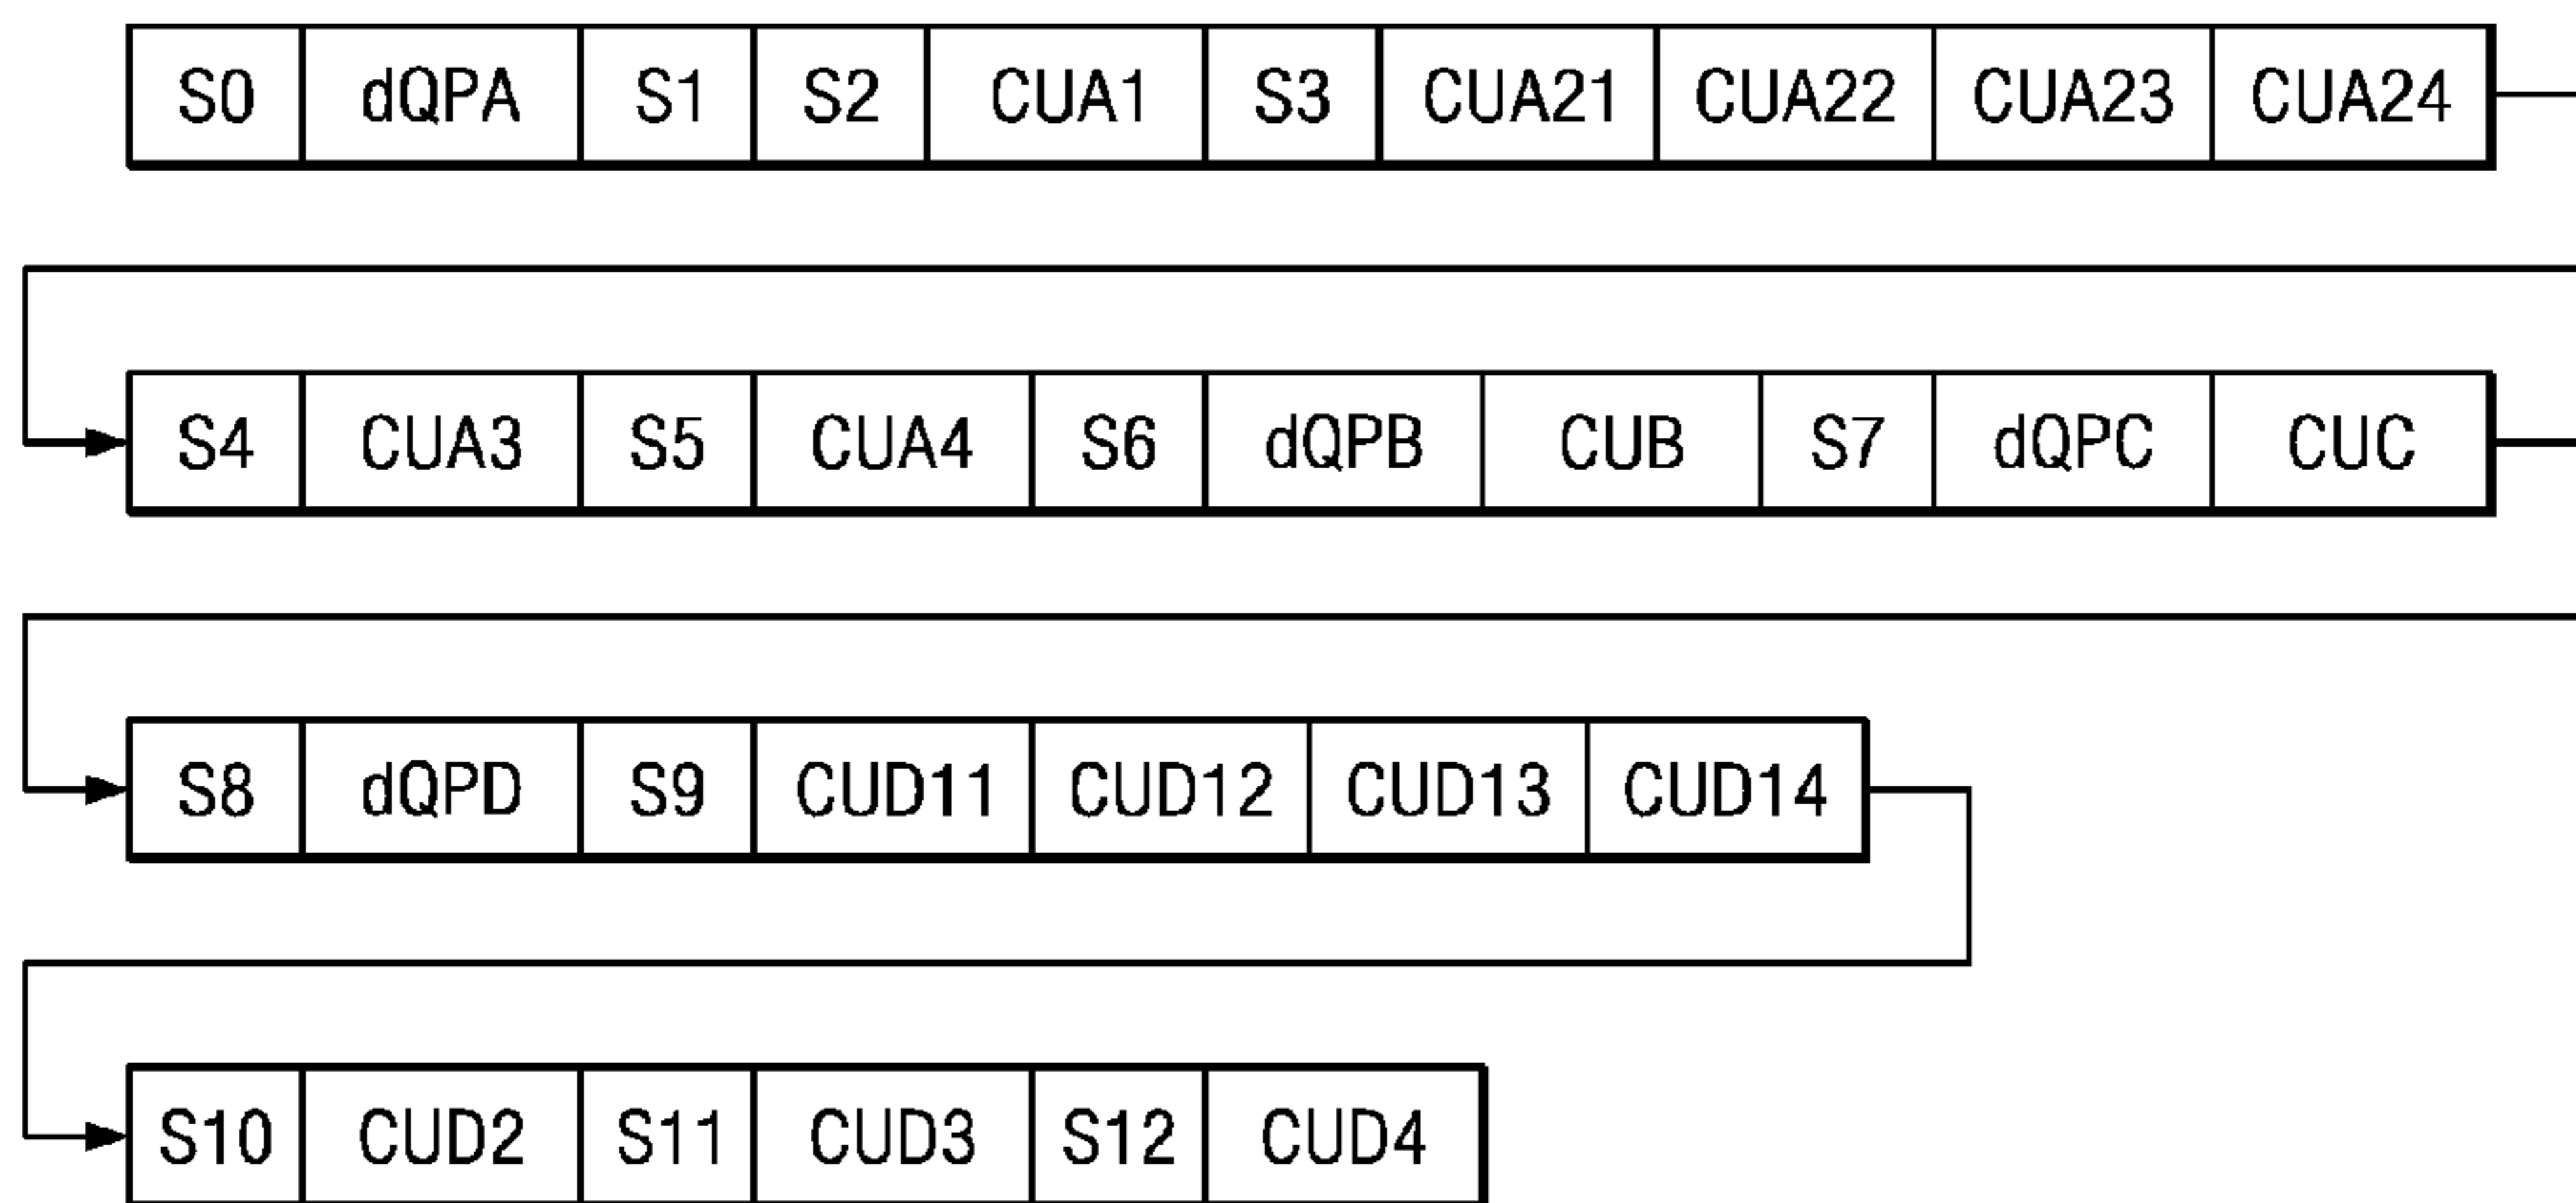 S0 dQPA S1 S2 CUA1 S3 CUA21 CUA22 CUA23 CUA24
S4 CUA3 S5 CUA4 S6 dQPB CUB S7 dQPC CUC
S8 dQPD S9 CUD11 CUD12 CUD13 CUD14
S10 CUD2 S11 CUD3 S12 CUD4